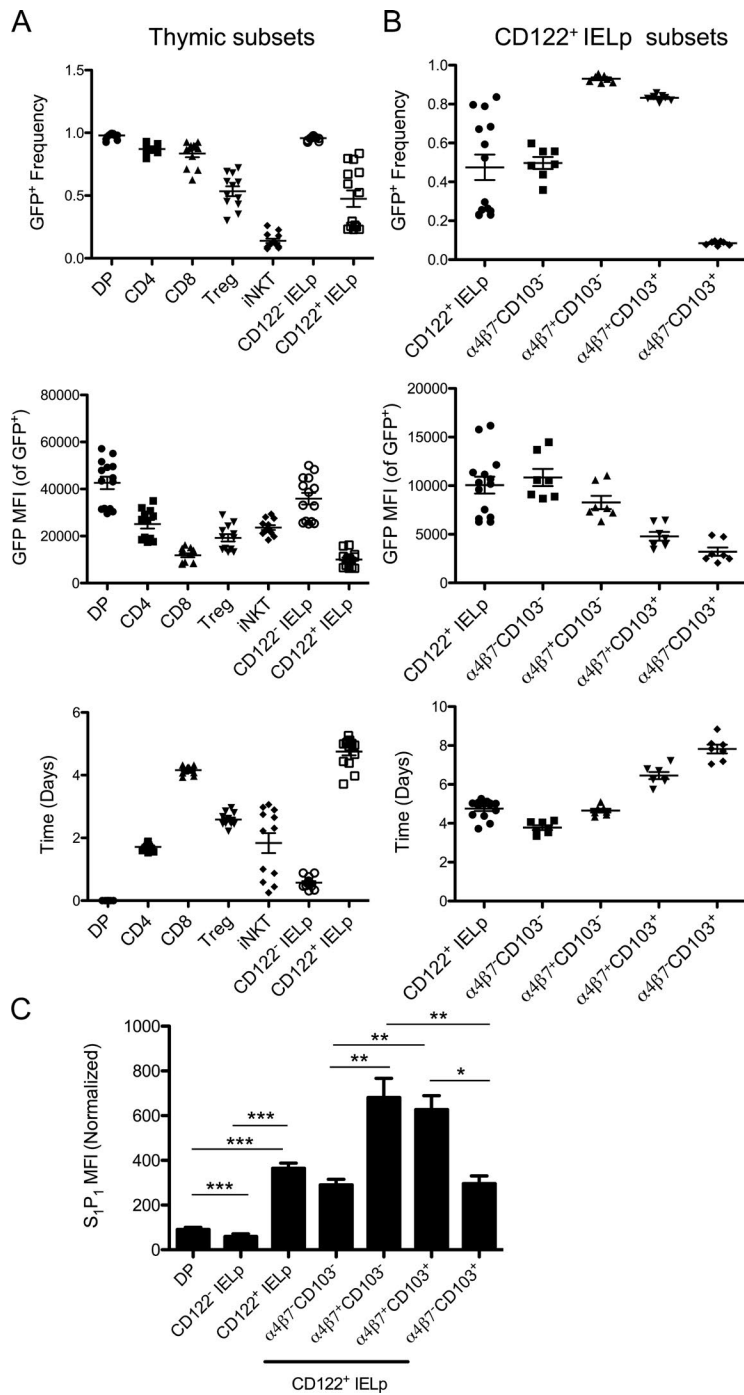 A
B
Thymic subsets
CD122⁺ IELp subsets
GFP⁺ Frequency
1.5
1.0
0.5
0.0
DP
CD4
CD8
Treg
iNKT
CD122⁻ IELp
CD122⁺ IELp
GFP⁺ Frequency
1.0
0.8
0.6
0.4
0.2
0.0
CD122⁺ IELp
α4β7⁻CD103⁻
α4β7⁺CD103⁻
α4β7⁺CD103⁺
α4β7⁻CD103⁺
GFP MFI (of GFP⁺)
80000
60000
40000
20000
0
DP
CD4
CD8
Treg
iNKT
CD122⁻ IELp
CD122⁺ IELp
GFP MFI (of GFP⁺)
20000
15000
10000
5000
0
CD122⁺ IELp
α4β7⁻CD103⁻
α4β7⁺CD103⁻
α4β7⁺CD103⁺
α4β7⁻CD103⁺
Time (Days)
6
4
2
0
DP
CD4
CD8
Treg
iNKT
CD122⁻ IELp
CD122⁺ IELp
Time (Days)
10
8
6
4
2
0
CD122⁺ IELp
α4β7⁻CD103⁻
α4β7⁺CD103⁻
α4β7⁺CD103⁺
α4β7⁻CD103⁺
C
S₁P₁ MFI (Normalized)
1000
800
600
400
200
0
**
**
**
*
***
***
***
DP
CD122⁻ IELp
CD122⁺ IELp
α4β7⁻CD103⁻
α4β7⁺CD103⁻
α4β7⁺CD103⁺
α4β7⁻CD103⁺
CD122⁺ IELp